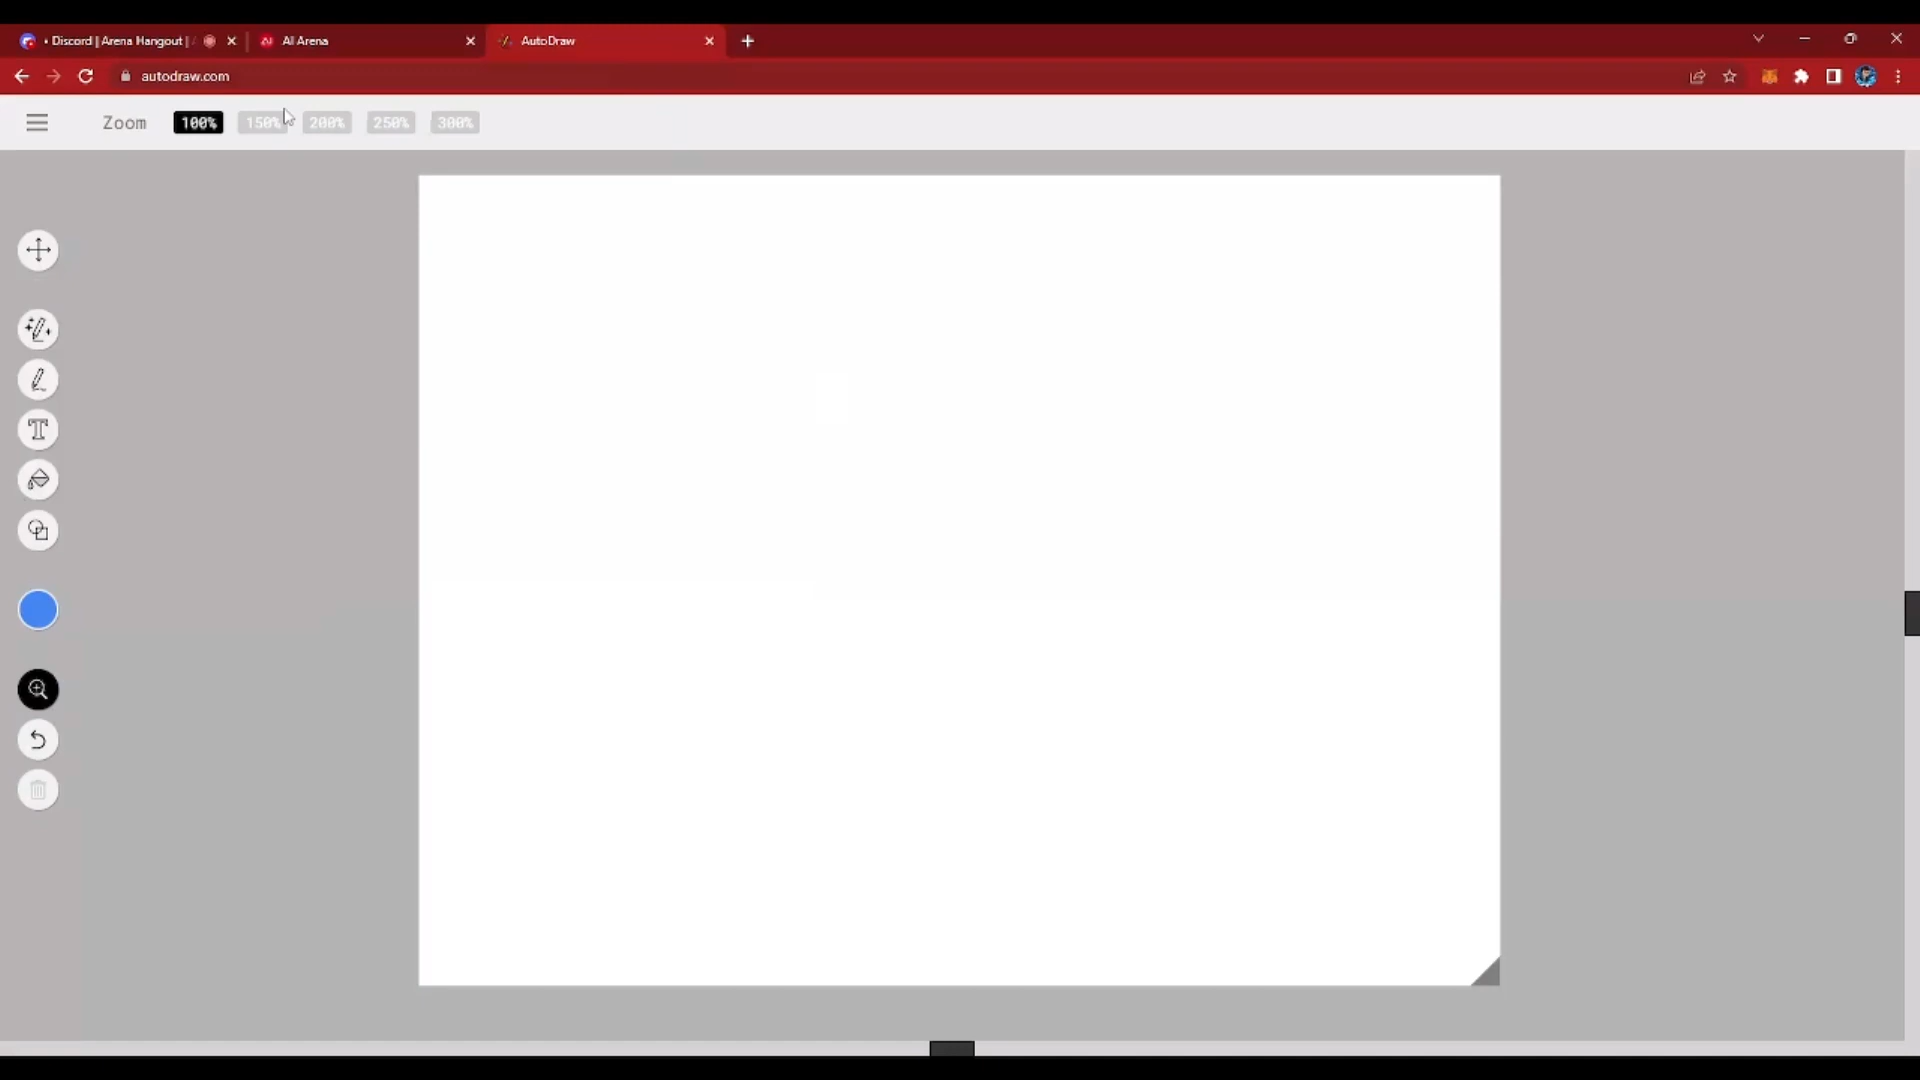 • Discord | Arena Hangout |
AI Arena
AutoDraw
autodraw.com
Zoom 100% 150% 200% 250% 300%
T